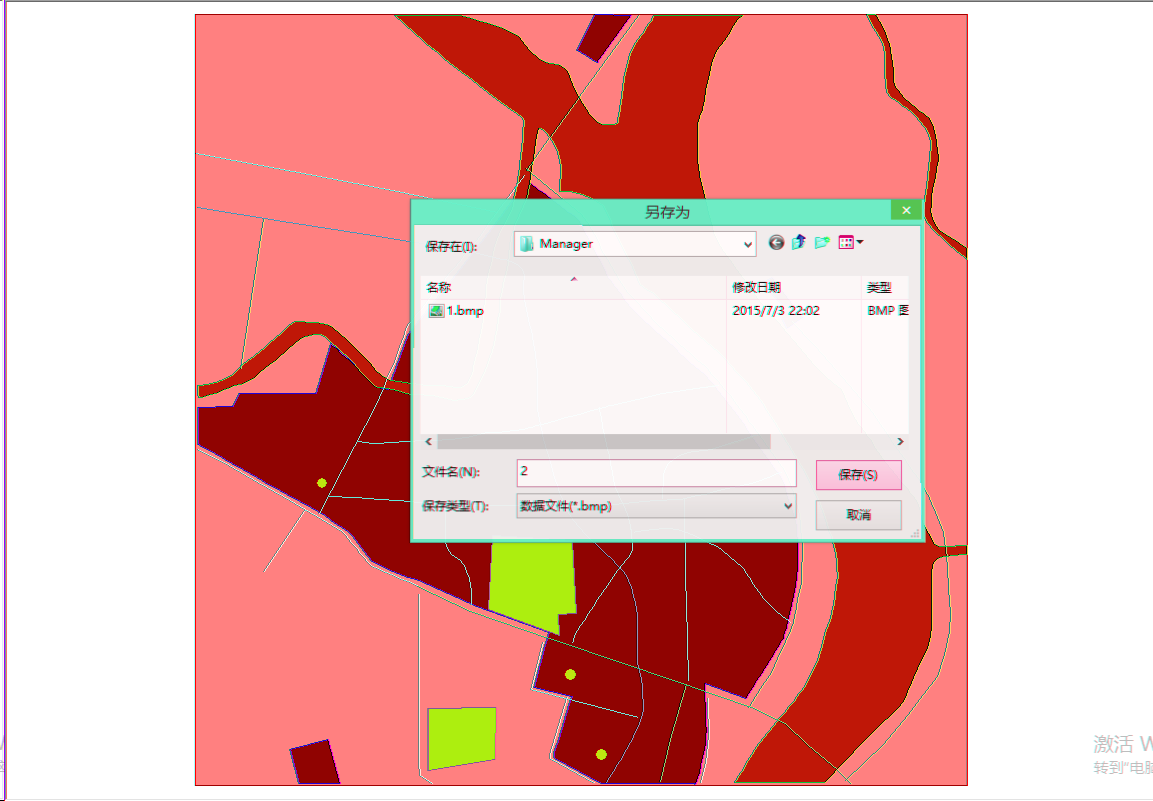 另存为
保存在(I):
Manager
名称 修改日期 类型
1.bmp 2015/7/3 22:02 BMP 图
文件名(N): 2
保存(S)
保存类型(T): 数据文件(*.bmp)
取消
激活 W
转到"电脑